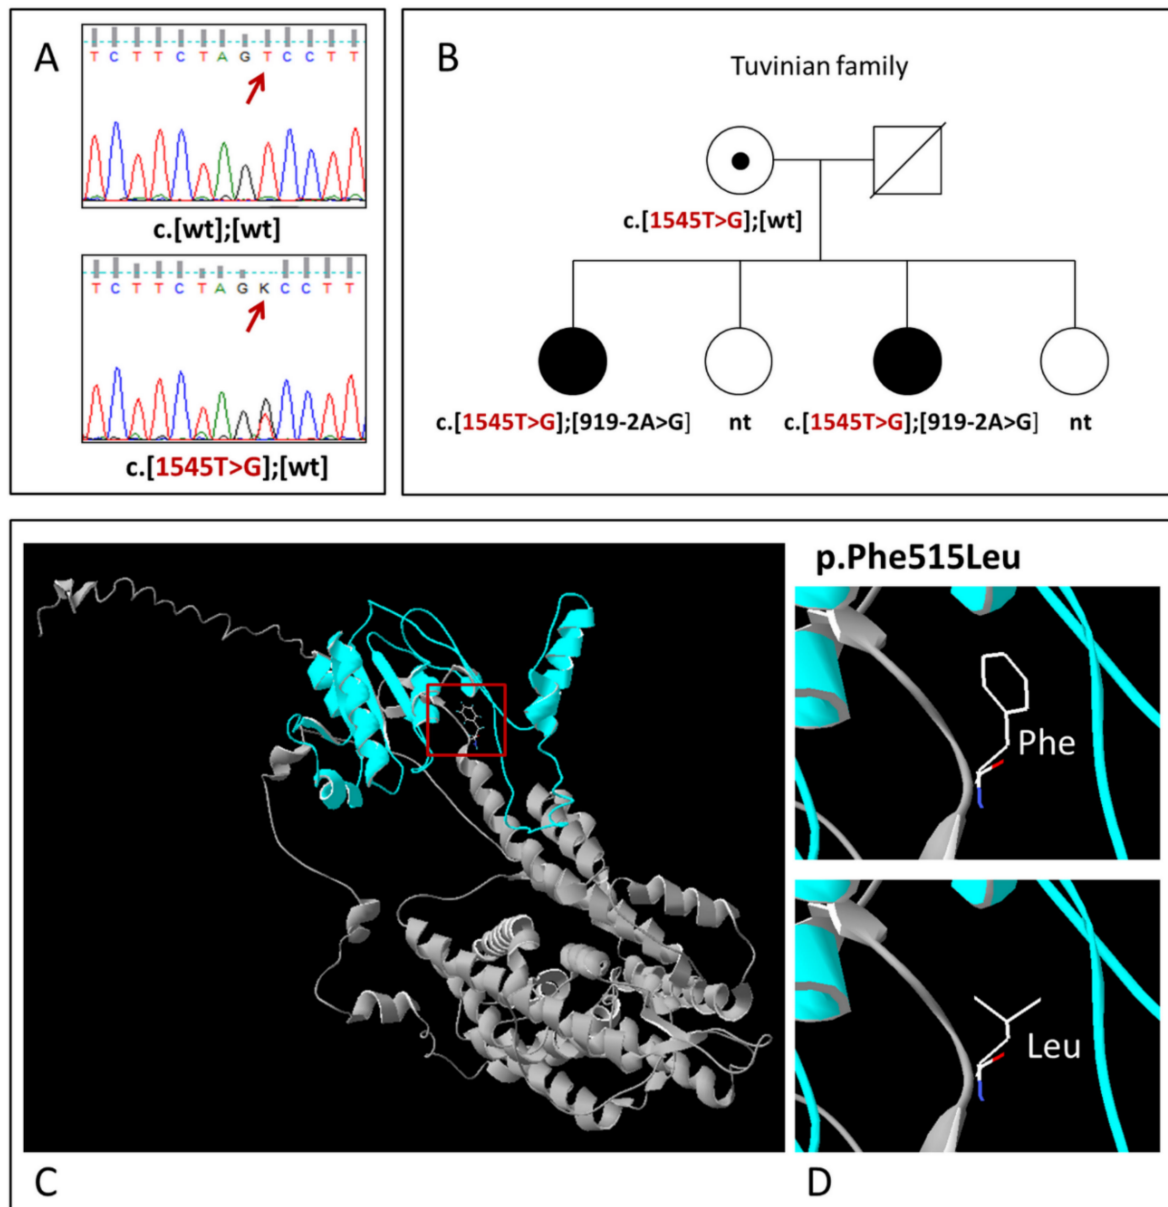 A
T C T T C T A G T C C T T
c.[wt];[wt]
T C T T C T A G K C C T T
c.[1545T>G];[wt]
B
Tuvinian family
c.[1545T>G];[wt]
c.[1545T>G];[919-2A>G] nt c.[1545T>G];[919-2A>G] nt
C
p.Phe515Leu
Phe
Leu
D